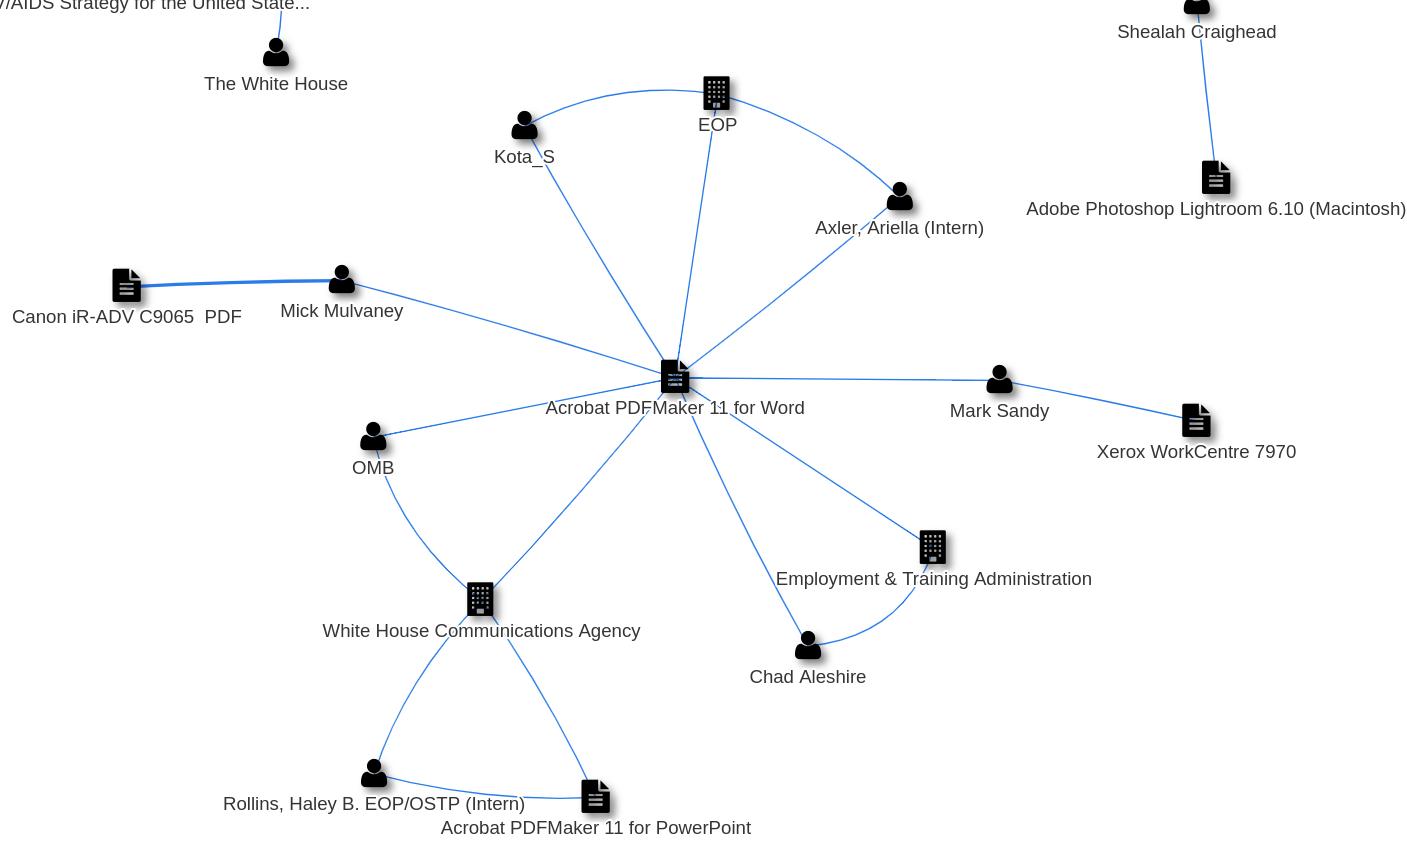 V/AIDS Strategy for the United State...
Shealah Craighead
The White House
EOP
Kota_S
Adobe Photoshop Lightroom 6.10 (Macintosh)
Axler, Ariella (Intern)
Canon iR-ADV C9065  PDF
Mick Mulvaney
Acrobat PDFMaker 11 for Word
Mark Sandy
Xerox WorkCentre 7970
OMB
Employment & Training Administration
White House Communications Agency
Chad Aleshire
Rollins, Haley B. EOP/OSTP (Intern)
Acrobat PDFMaker 11 for PowerPoint